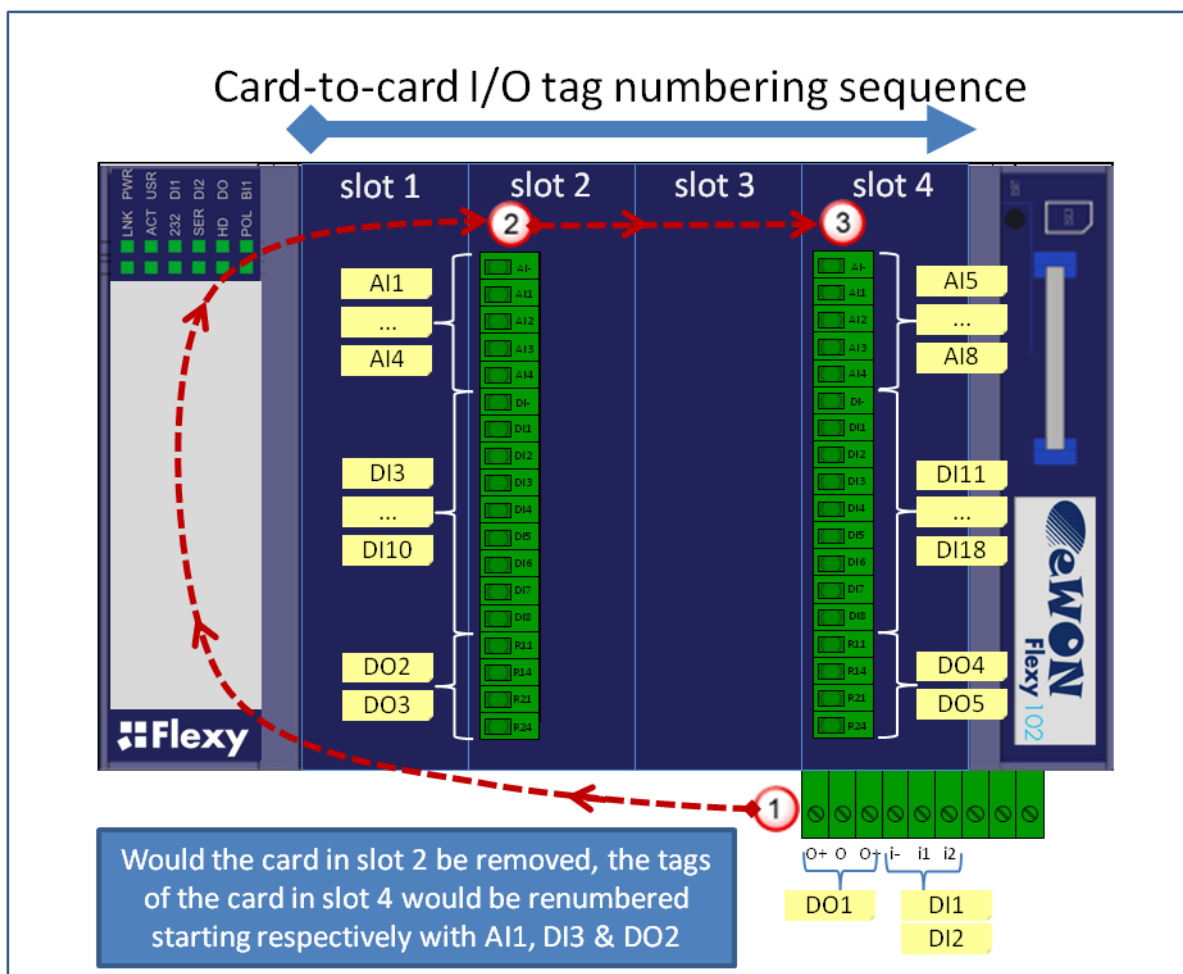 Card-to-card I/O tag numbering sequence
PWR USR DI1 DI2 DO BI1
LNK ACT 232 SER HD POL
slot 1
slot 2
slot 3
slot 4
2
3
AI1
...
AI4
DI3
...
DI10
DO2
DO3
AI-
AI1
AI2
AI3
AI4
DI-
DI1
DI2
DI3
DI4
DI5
DI6
DI7
DI8
R11
R14
R21
R24
AI-
AI1
AI2
AI3
AI4
DI-
DI1
DI2
DI3
DI4
DI5
DI6
DI7
DI8
R11
R14
R21
R24
AI5
...
AI8
DI11
...
DI18
DO4
DO5
eWON
Flexy 102
Flexy
1
O+ O O+ i- i1 i2
DO1
DI1
DI2
Would the card in slot 2 be removed, the tags
of the card in slot 4 would be renumbered
starting respectively with AI1, DI3 & DO2